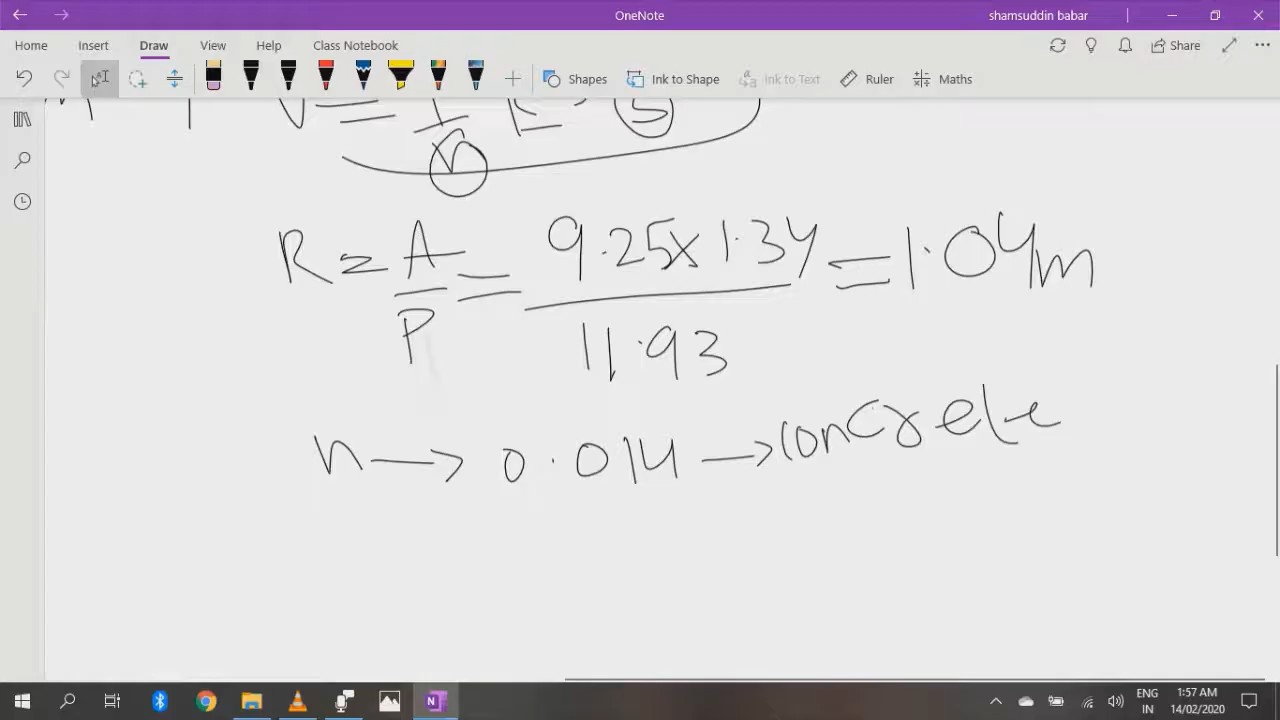 OneNote
shamsuddin babar
Home Insert Draw View Help Class Notebook
Share
Shapes Ink to Shape Ink to Text Ruler Maths
V = 1/n R S
R = A/P = 9.25x1.34/11.93 = 1.04m
n → 0.014 → concrete
ENG 1:57 AM
IN 14/02/2020